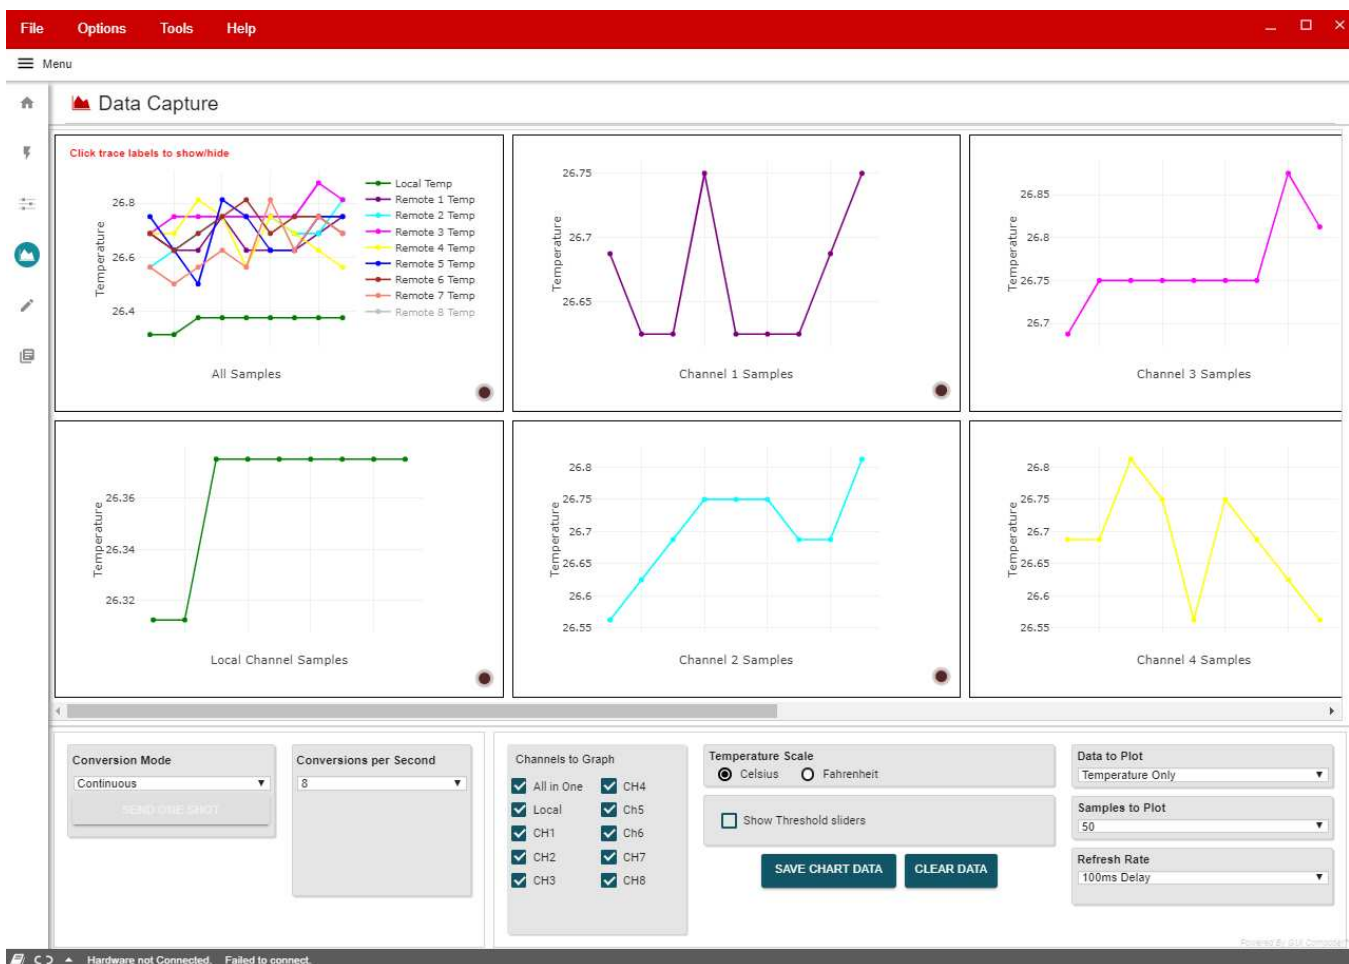 File Options Tools Help
Menu
Data Capture
Click trace labels to show/hide
26.8
26.6
26.4
Temperature
Local Temp
Remote 1 Temp
Remote 2 Temp
Remote 3 Temp
Remote 4 Temp
Remote 5 Temp
Remote 6 Temp
Remote 7 Temp
Remote 8 Temp
All Samples
26.75
26.7
26.65
Temperature
Channel 1 Samples
26.85
26.8
26.75
26.7
Temperature
Channel 3 Samples
26.36
26.34
26.32
Temperature
Local Channel Samples
26.8
26.75
26.7
26.65
26.6
26.55
Temperature
Channel 2 Samples
26.8
26.75
26.7
26.65
26.6
26.55
Temperature
Channel 4 Samples
Conversion Mode
Continuous
SEND ONE SHOT
Conversions per Second
8
Channels to Graph
All in One CH4
Local Ch5
CH1 Ch6
CH2 CH7
CH3 CH8
Temperature Scale
Celsius Fahrenheit
Show Threshold sliders
SAVE CHART DATA CLEAR DATA
Data to Plot
Temperature Only
Samples to Plot
50
Refresh Rate
100ms Delay
Powered By GUI Composer
Hardware not Connected. Failed to connect.